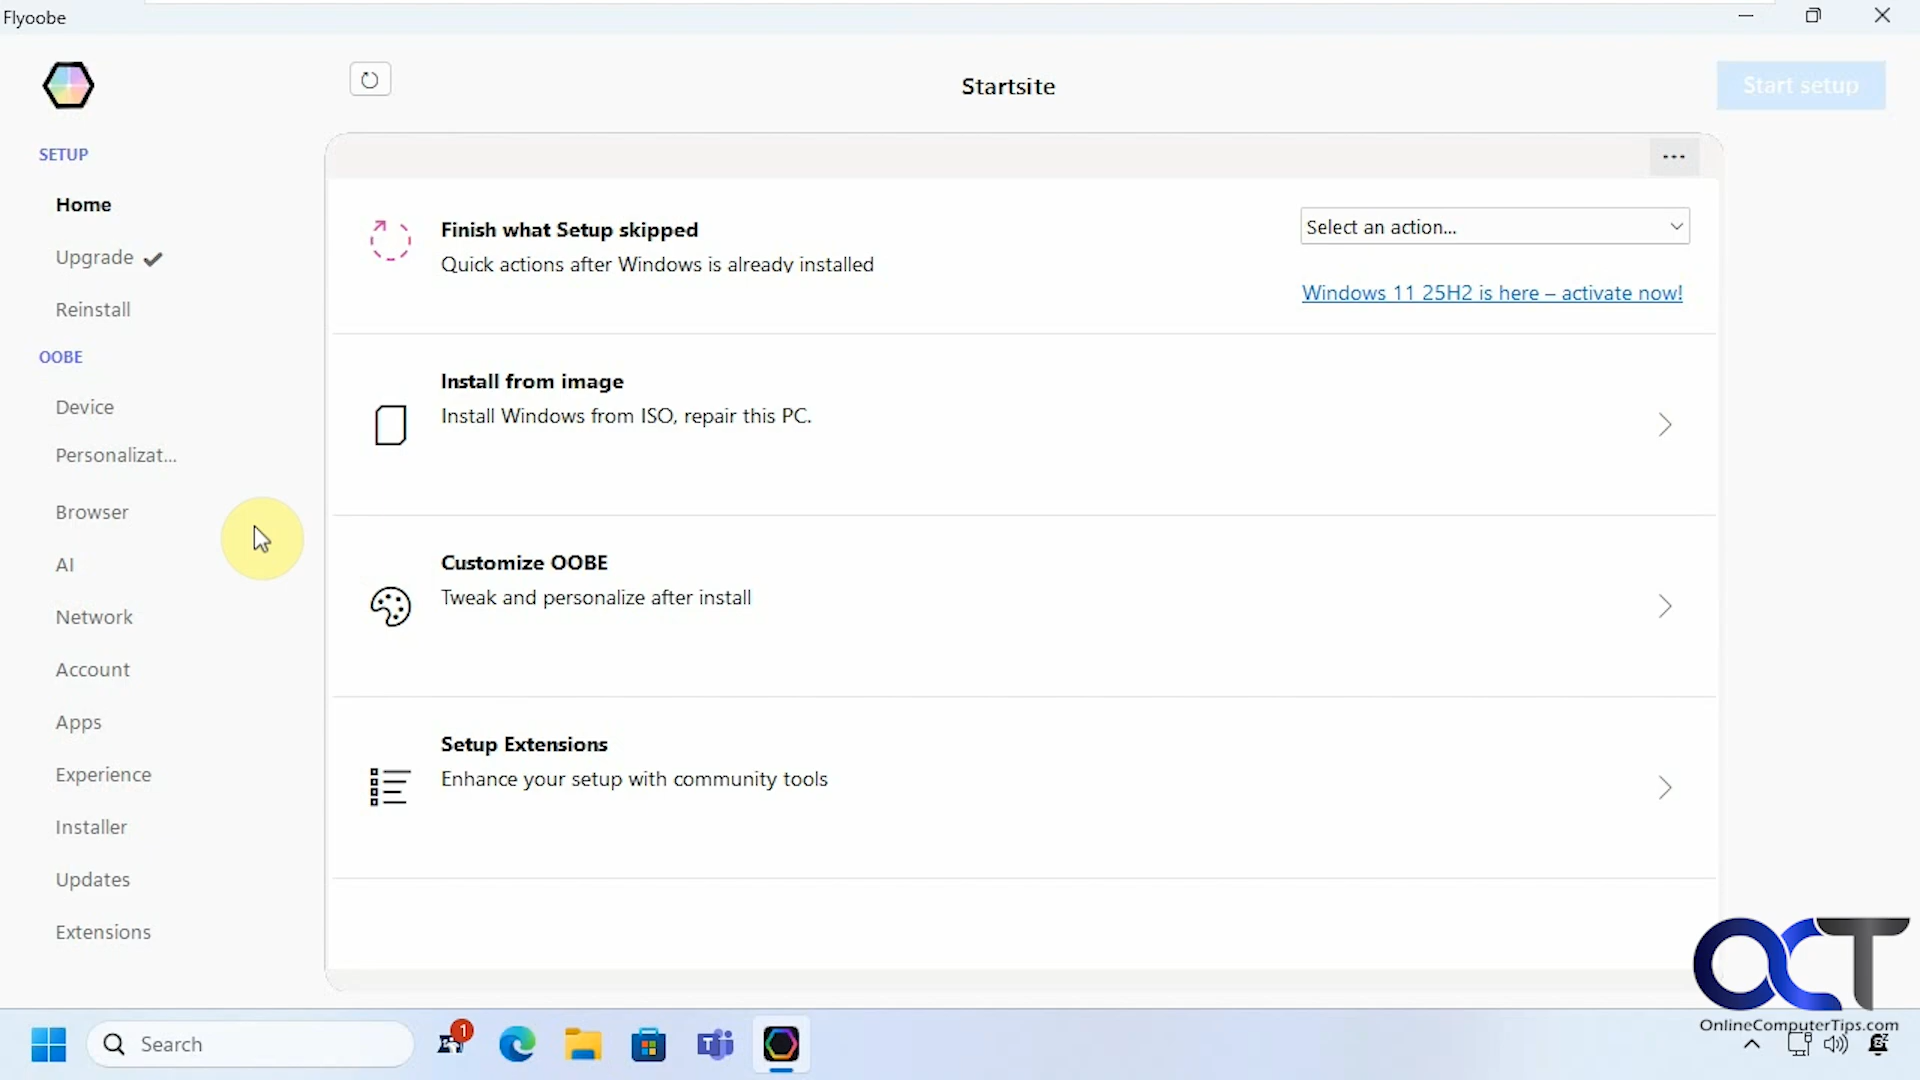 Flyoobe
Startsite
Start setup
SETUP
Home
Upgrade
Reinstall
OOBE
Device
Personalizat...
Browser
AI
Network
Account
Apps
Experience
Installer
Updates
Extensions
Finish what Setup skipped
Quick actions after Windows is already installed
Select an action...
Windows 11 25H2 is here – activate now!
Install from image
Install Windows from ISO, repair this PC.
Customize OOBE
Tweak and personalize after install
Setup Extensions
Enhance your setup with community tools
OCT
OnlineComputerTips.com
Search
1